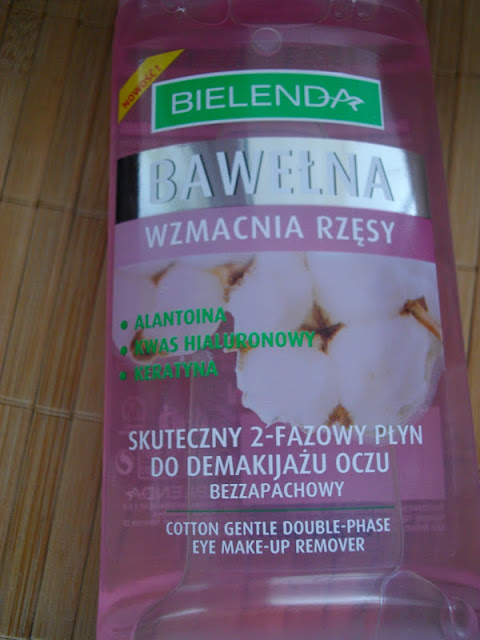 NOWOŚĆ!
BIELENDA
BAWEŁNA
WZMACNIA RZĘSY
• ALANTOINA
• KWAS HIALURONOWY
• KERATYNA
SKUTECZNY 2-FAZOWY PŁYN
DO DEMAKIJAŻU OCZU
BEZZAPACHOWY
COTTON GENTLE DOUBLE-PHASE
EYE MAKE-UP REMOVER